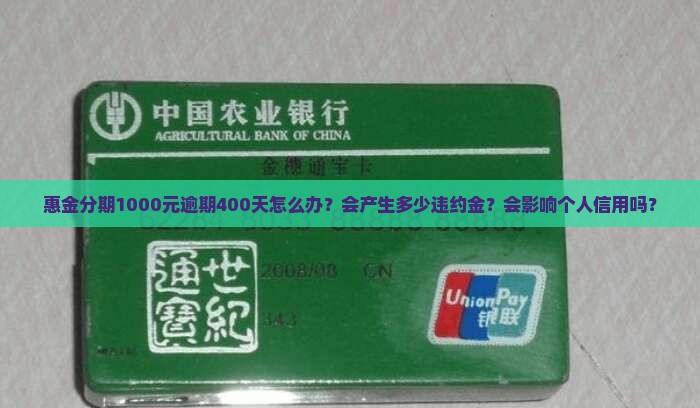 中国农业银行
AGRICULTURAL BANK OF CHINA
金穗通宝卡
惠金分期1000元逾期400天怎么办？会产生多少违约金？会影响个人信用吗？
2008/08 CN
世紀
通寶
343
UnionPay
银联